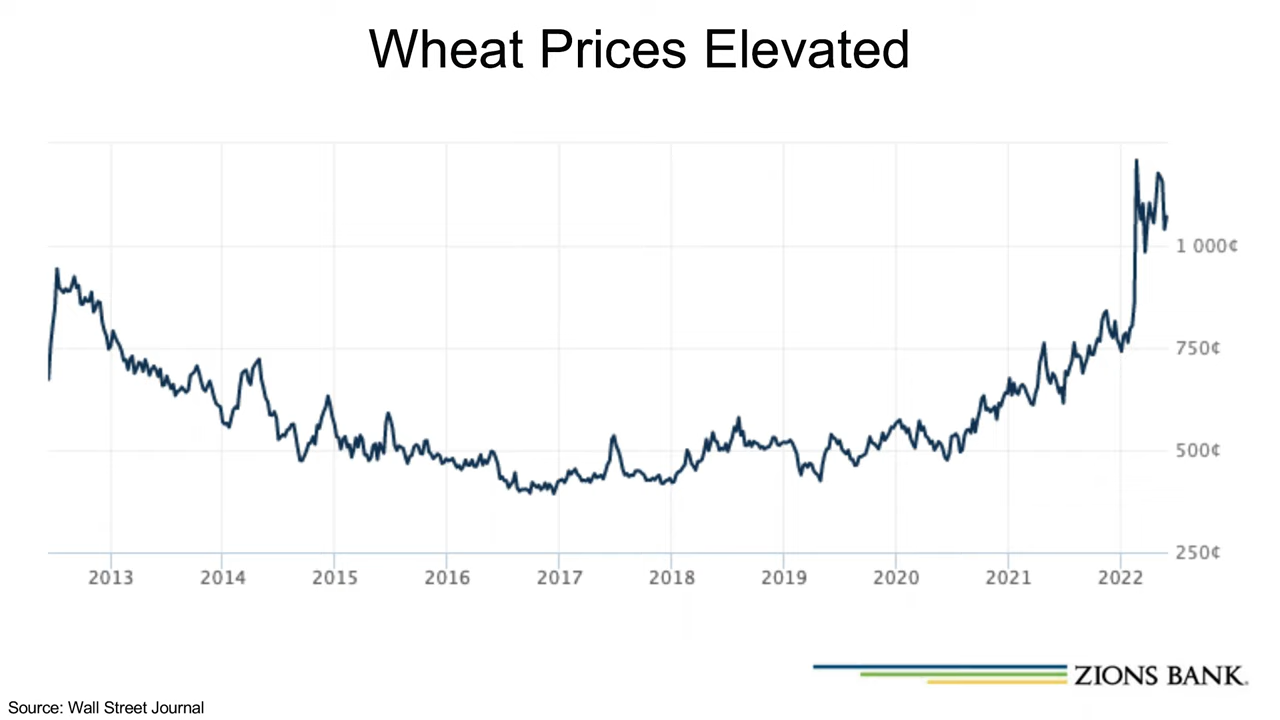 Wheat Prices Elevated
1 000¢
750¢
500¢
250¢
2013 2014 2015 2016 2017 2018 2019 2020 2021 2022
ZIONS BANK.
Source: Wall Street Journal